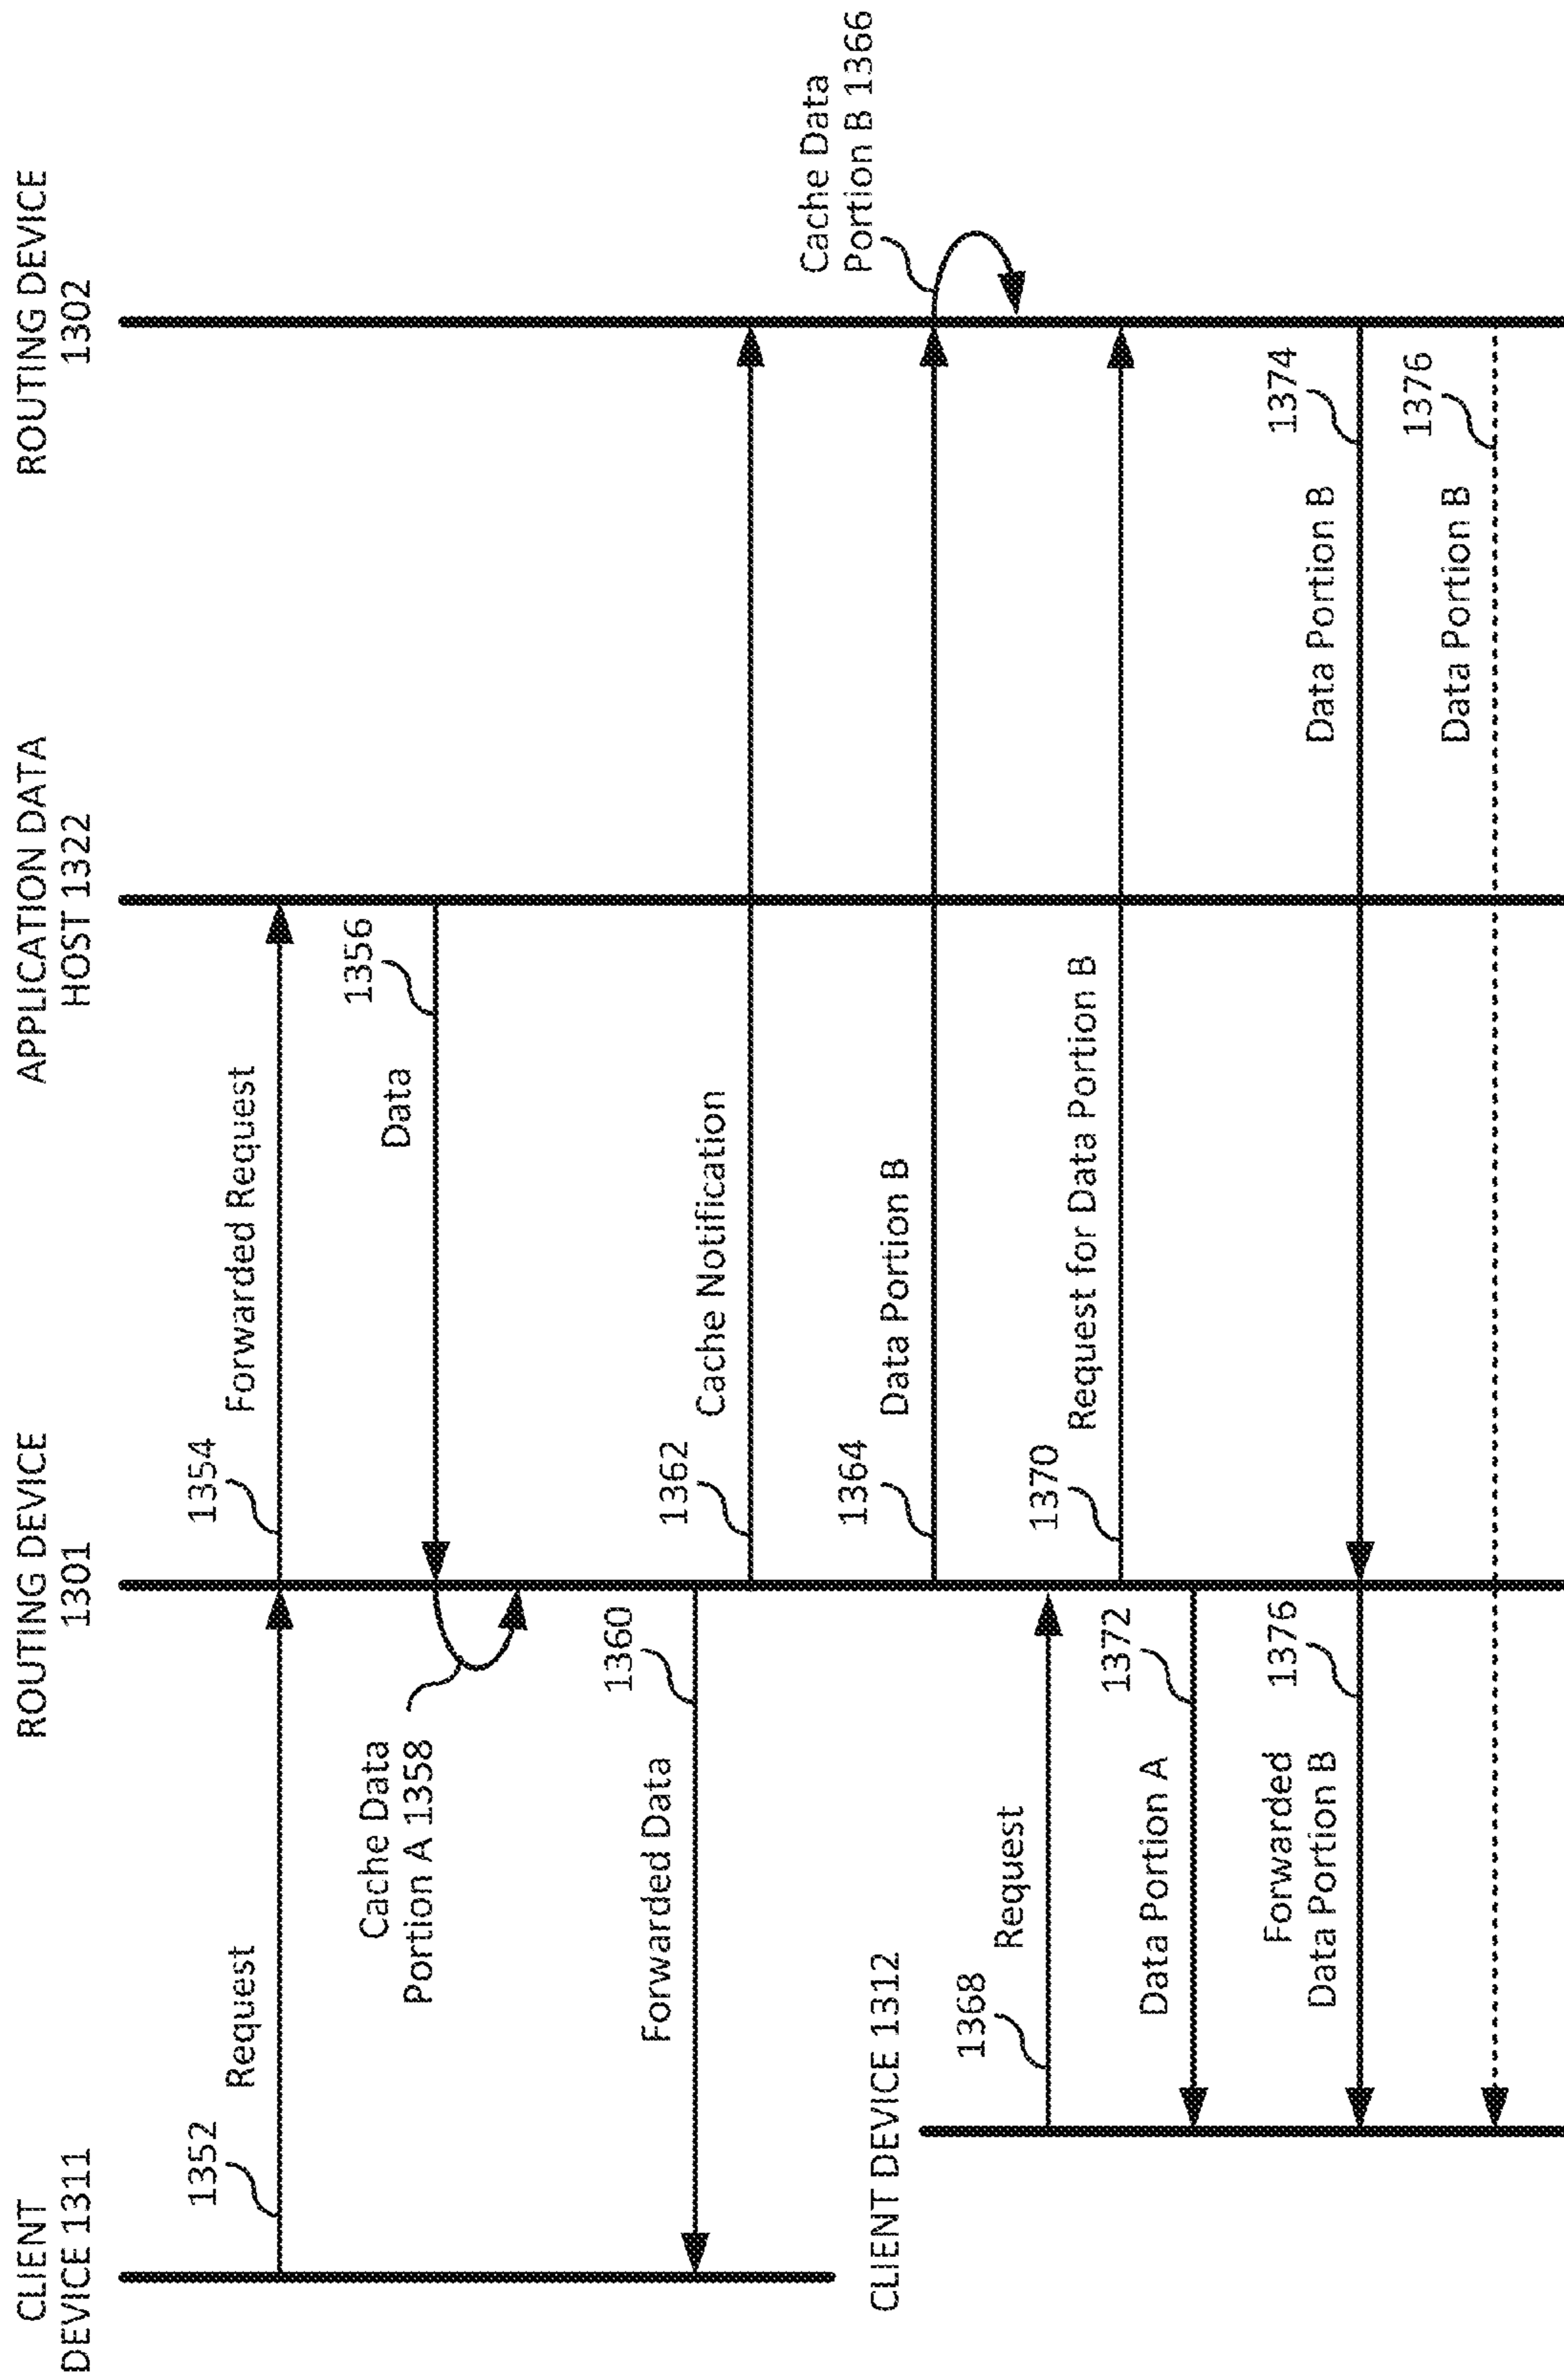 CLIENT
DEVICE 1311
ROUTING DEVICE
1301
APPLICATION DATA
HOST 1322
ROUTING DEVICE
1302
1352
Request
1354
Forwarded Request
1356
Data
Cache Data
Portion A 1358
1360
Forwarded Data
1362
Cache Notification
1364
Data Portion B
Cache Data
Portion B 1366
CLIENT DEVICE 1312
1368
Request
1370
Request for Data Portion B
1372
Data Portion A
1374
Data Portion B
1376
Forwarded
Data Portion B
1376
Data Portion B